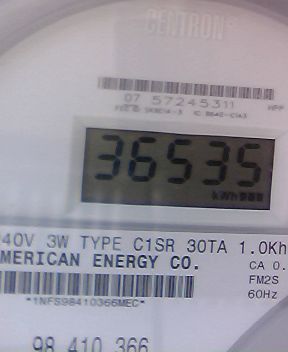 CENTRON®
07 57245311
36535
kWh
40V 3W TYPE C1SR 30TA 1.0Kh
MERICAN ENERGY CO.
CA 0.
FM2S
60Hz
*1NFS98410366MEC*
98 410 366